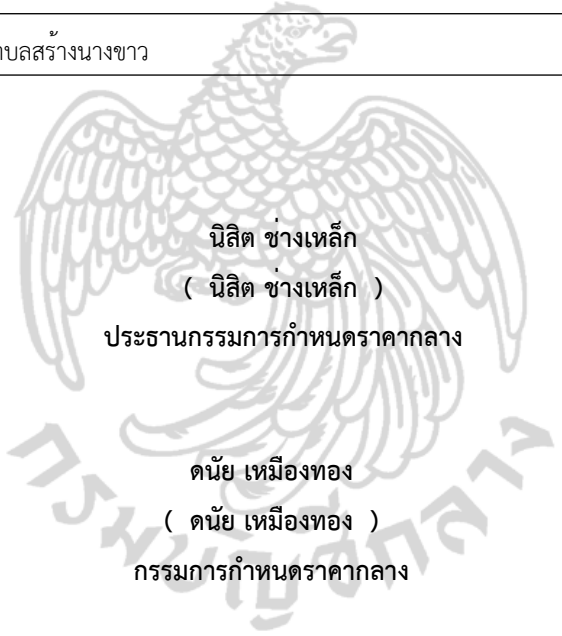 บลสร้างนางขาว
นิสิต ช่างเหล็ก
( นิสิต ช่างเหล็ก )
ประธานกรรมการกำหนดราคากลาง
ดนัย เหมืองทอง
( ดนัย เหมืองทอง )
กรรมการกำหนดราคากลาง
กรมบัญชีกลาง